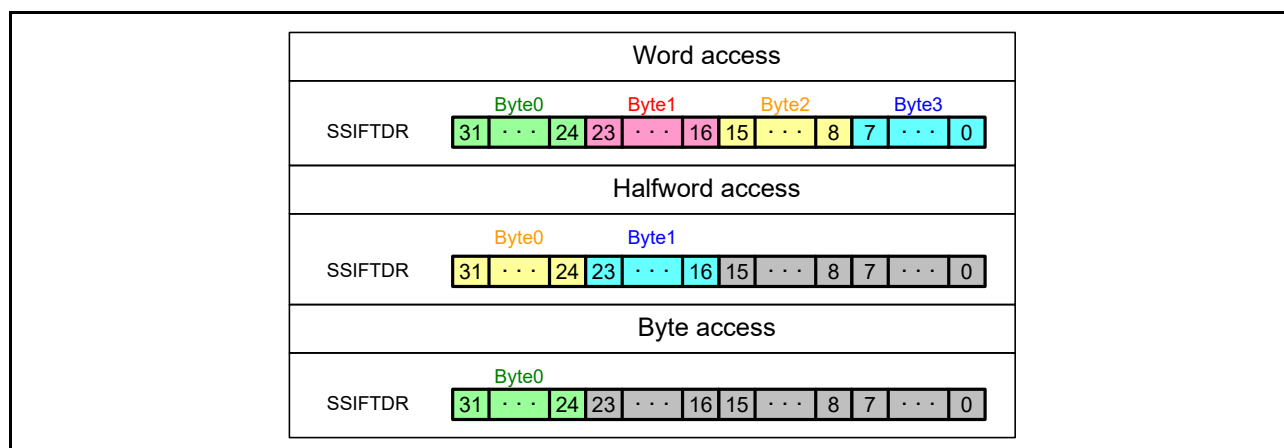 Word access
Byte0 Byte1 Byte2 Byte3
SSIFTDR 31 ··· 24 23 ··· 16 15 ··· 8 7 ··· 0
Halfword access
Byte0 Byte1
SSIFTDR 31 ··· 24 23 ··· 16 15 ··· 8 7 ··· 0
Byte access
Byte0
SSIFTDR 31 ··· 24 23 ··· 16 15 ··· 8 7 ··· 0